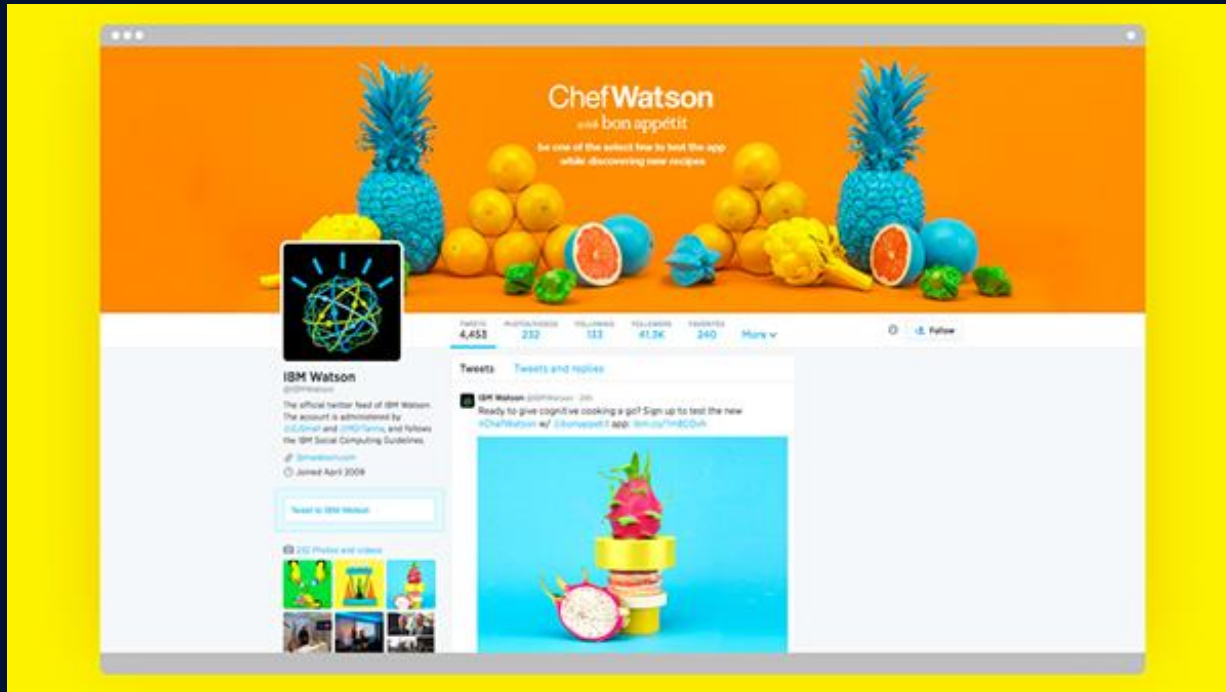 ChefWatson
with bon appétit
be one of the select few to test the app
while discovering new recipes
TWEETS PHOTOS/VIDEOS FOLLOWING FOLLOWERS FAVORITES
4,453 232 133 41.3K 240 More
Follow
IBM Watson
@IBMWatson
The official twitter feed of IBM Watson.
The account is administered by
and follows
the IBM Social Computing Guidelines.
ibmwatson.com
Joined April 2009
Tweet to IBM Watson
232 Photos and videos
Tweets Tweets and replies
IBM Watson @IBMWatson
Ready to give cognitive cooking a go? Sign up to test the new
#ChefWatson w/ @bonappetit app: